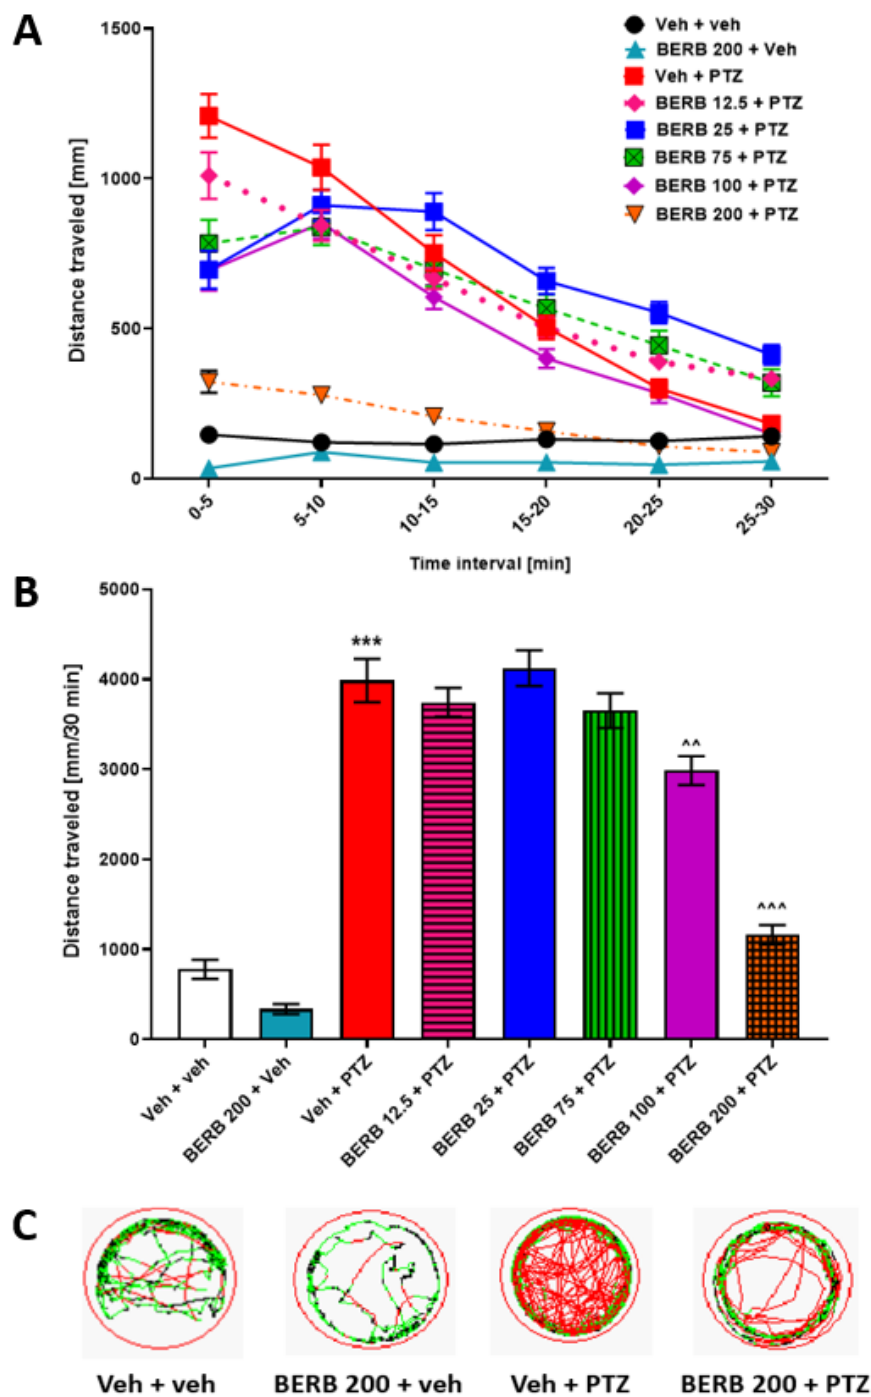 A
1500
1000
500
0
Distance traveled [mm]
Veh + veh
BERB 200 + Veh
Veh + PTZ
BERB 12.5 + PTZ
BERB 25 + PTZ
BERB 75 + PTZ
BERB 100 + PTZ
BERB 200 + PTZ
0-5
5-10
10-15
15-20
20-25
25-30
Time interval [min]
B
5000
4000
3000
2000
1000
0
Distance traveled [mm/30 min]
***
^^
^^^
Veh + veh
BERB 200 + Veh
Veh + PTZ
BERB 12.5 + PTZ
BERB 25 + PTZ
BERB 75 + PTZ
BERB 100 + PTZ
BERB 200 + PTZ
C
Veh + veh
BERB 200 + veh
Veh + PTZ
BERB 200 + PTZ